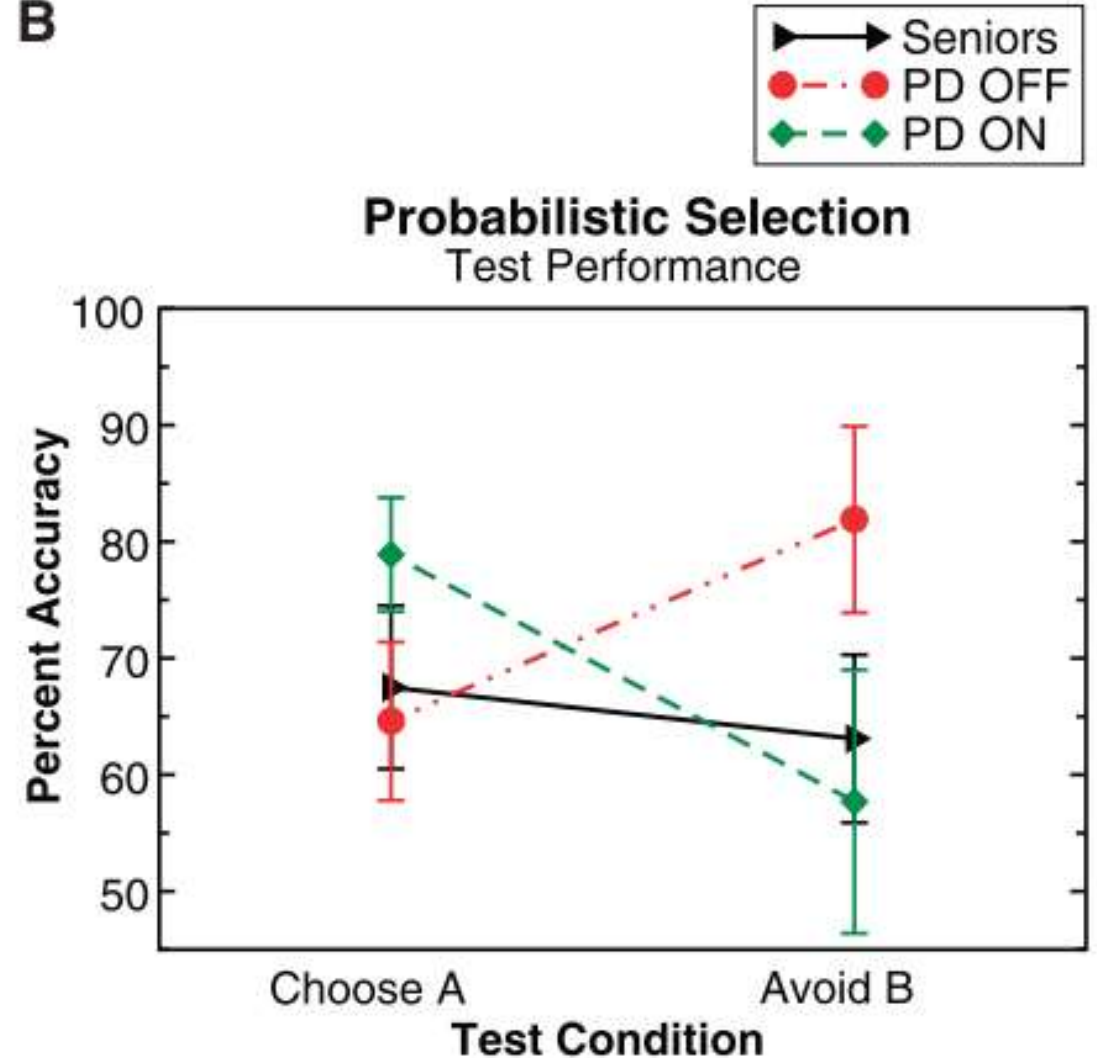 B
Seniors
PD OFF
PD ON
Probabilistic Selection
Test Performance
100
90
80
70
60
50
Percent Accuracy
Choose A
Avoid B
Test Condition